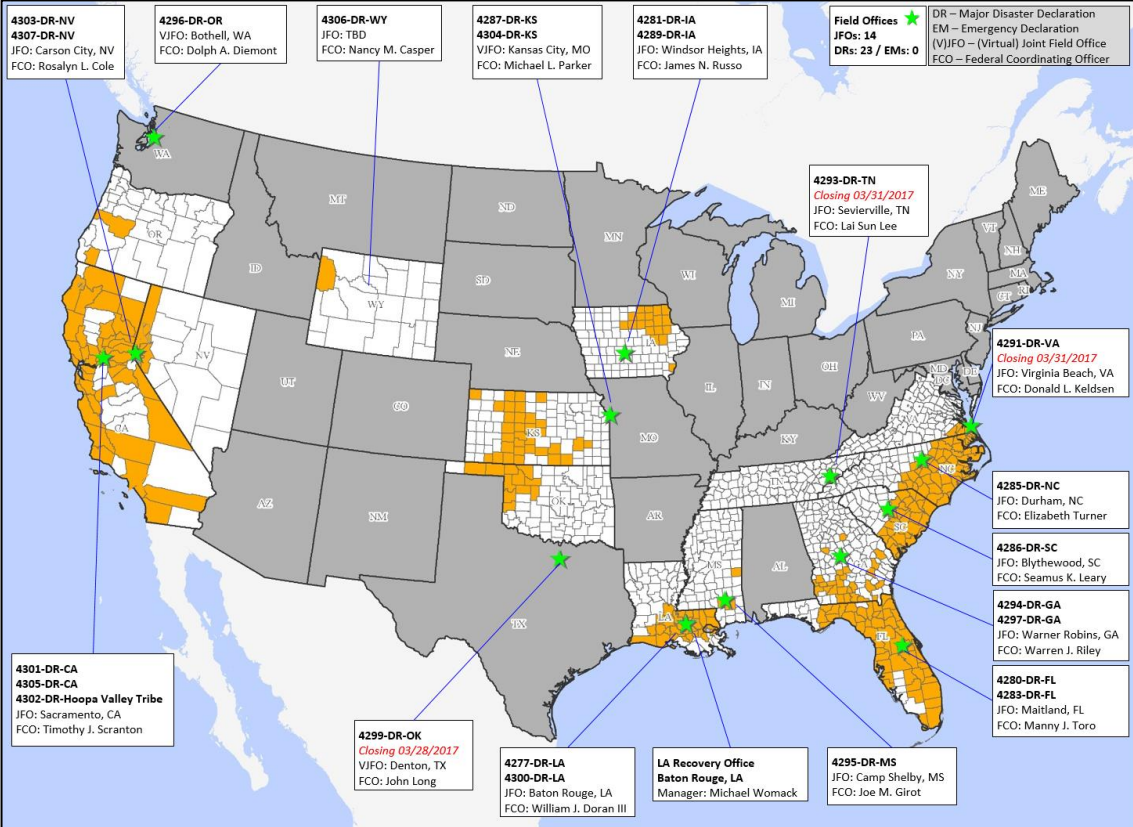 4303-DR-NV
4307-DR-NV
JFO: Carson City, NV
FCO: Rosalyn L. Cole
4296-DR-OR
VJFO: Bothell, WA
FCO: Dolph A. Diemont
4306-DR-WY
JFO: TBD
FCO: Nancy M. Casper
4287-DR-KS
4304-DR-KS
VJFO: Kansas City, MO
FCO: Michael L. Parker
4281-DR-IA
4289-DR-IA
JFO: Windsor Heights, IA
FCO: James N. Russo
Field Offices
JFOs: 14
DRs: 23 / EMs: 0
DR – Major Disaster Declaration
EM – Emergency Declaration
(V)JFO – (Virtual) Joint Field Office
FCO – Federal Coordinating Officer
4293-DR-TN
Closing 03/31/2017
JFO: Sevierville, TN
FCO: Lai Sun Lee
4291-DR-VA
Closing 03/31/2017
JFO: Virginia Beach, VA
FCO: Donald L. Keldsen
4285-DR-NC
JFO: Durham, NC
FCO: Elizabeth Turner
4286-DR-SC
JFO: Blythewood, SC
FCO: Seamus K. Leary
4294-DR-GA
4297-DR-GA
JFO: Warner Robins, GA
FCO: Warren J. Riley
4280-DR-FL
4283-DR-FL
JFO: Maitland, FL
FCO: Manny J. Toro
4301-DR-CA
4305-DR-CA
4302-DR-Hoopa Valley Tribe
JFO: Sacramento, CA
FCO: Timothy J. Scranton
4299-DR-OK
Closing 03/28/2017
VJFO: Denton, TX
FCO: John Long
4277-DR-LA
4300-DR-LA
JFO: Baton Rouge, LA
FCO: William J. Doran III
LA Recovery Office
Baton Rouge, LA
Manager: Michael Womack
4295-DR-MS
JFO: Camp Shelby, MS
FCO: Joe M. Girot
WA
MT
ND
MN
ME
OR
ID
WY
SD
WI
MI
VT
NH
NY
MA
CT
RI
NV
UT
CO
NE
IA
IL
IN
OH
PA
NJ
MD
DE
DC
WV
CA
KS
MO
KY
AZ
NM
OK
AR
TN
NC
SC
TX
LA
MS
AL
GA
FL